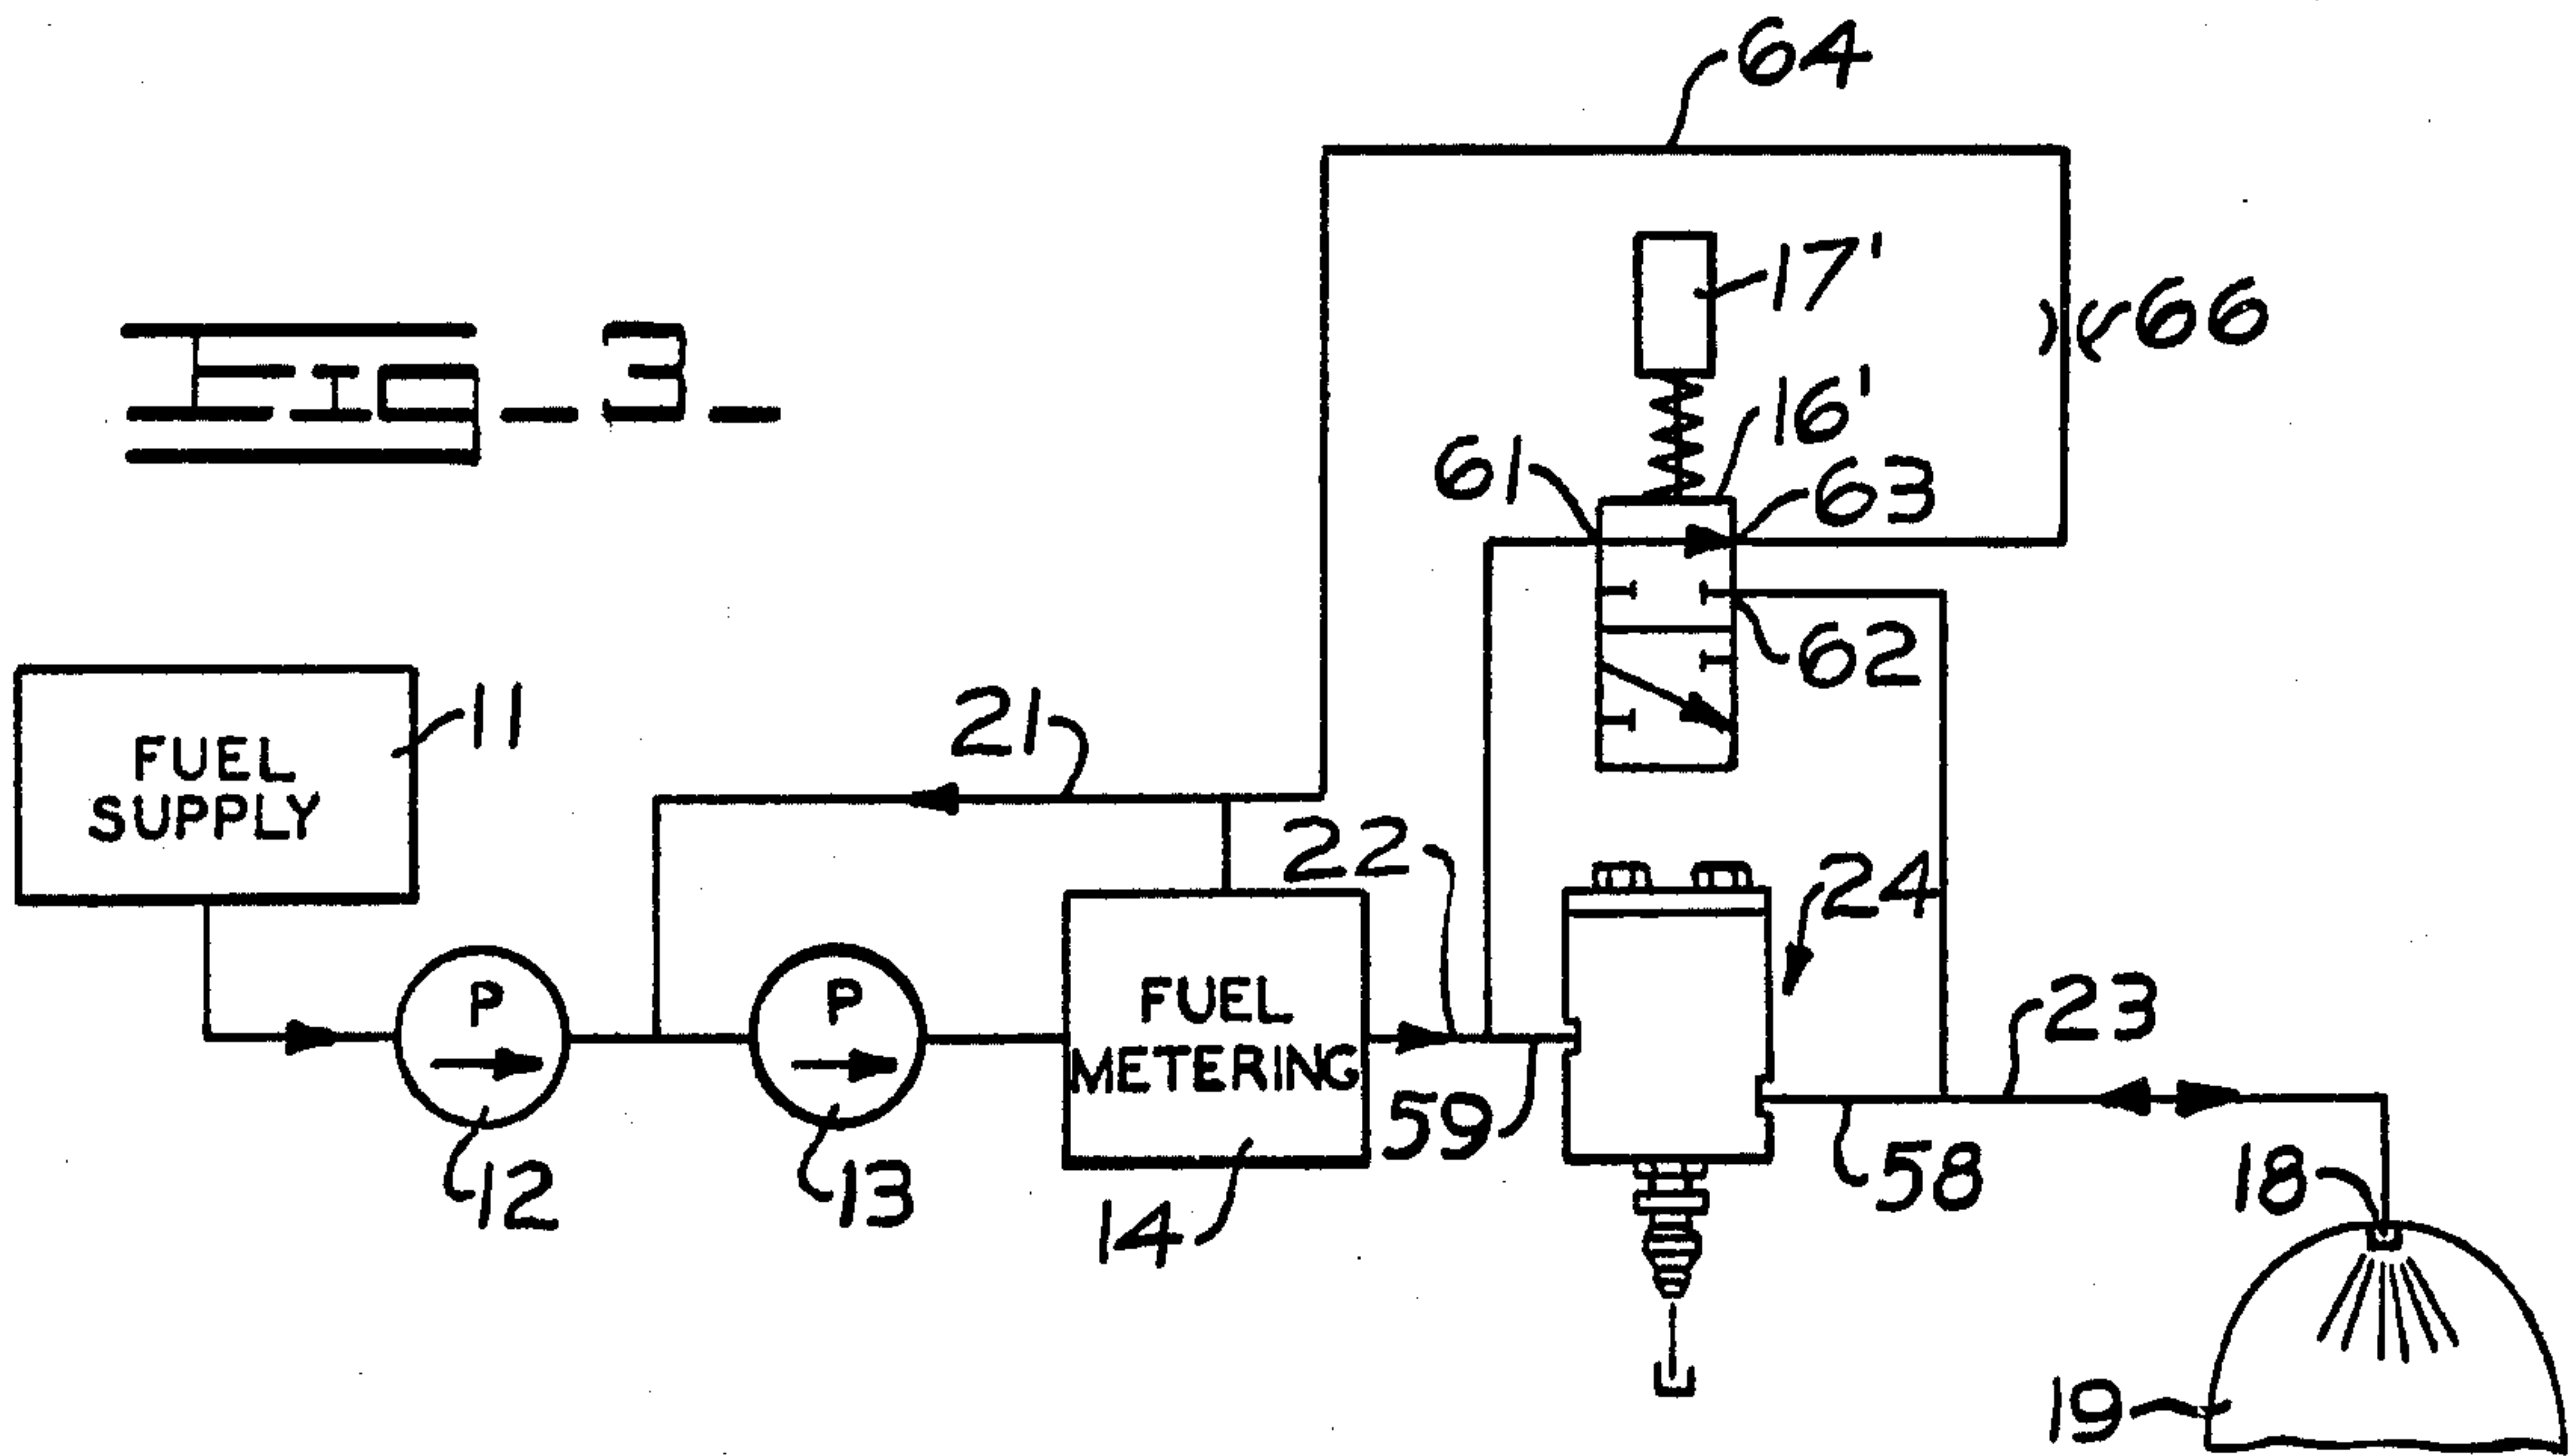 64
17'
FIG_3_
66
16'
61
63
62
11
FUEL
SUPPLY
21
22
24
P
P
FUEL
METERING
23
59
58
12
13
14
18
19